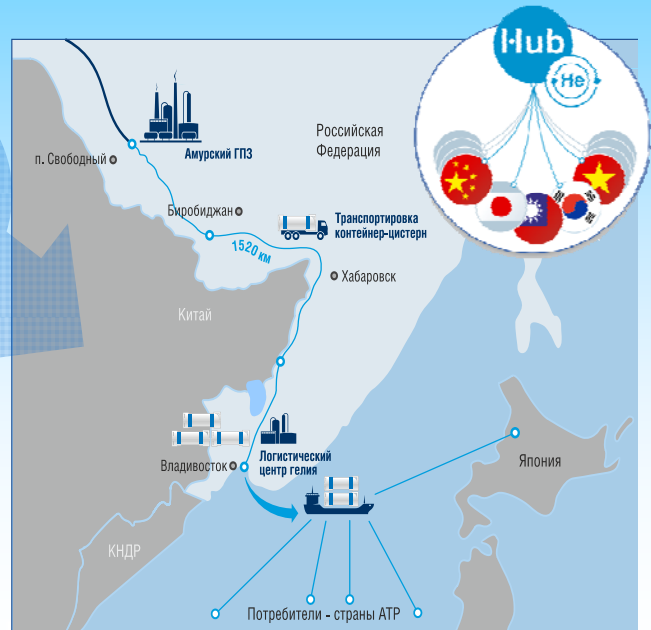 Hub
He
Российская
Федерация
Амурский ГПЗ
п. Свободный
Биробиджан
Транспортировка
контейнер-цистерн
1520 км
Хабаровск
Китай
Логистический
центр гелия
Владивосток
Япония
КНДР
Потребители - страны АТР